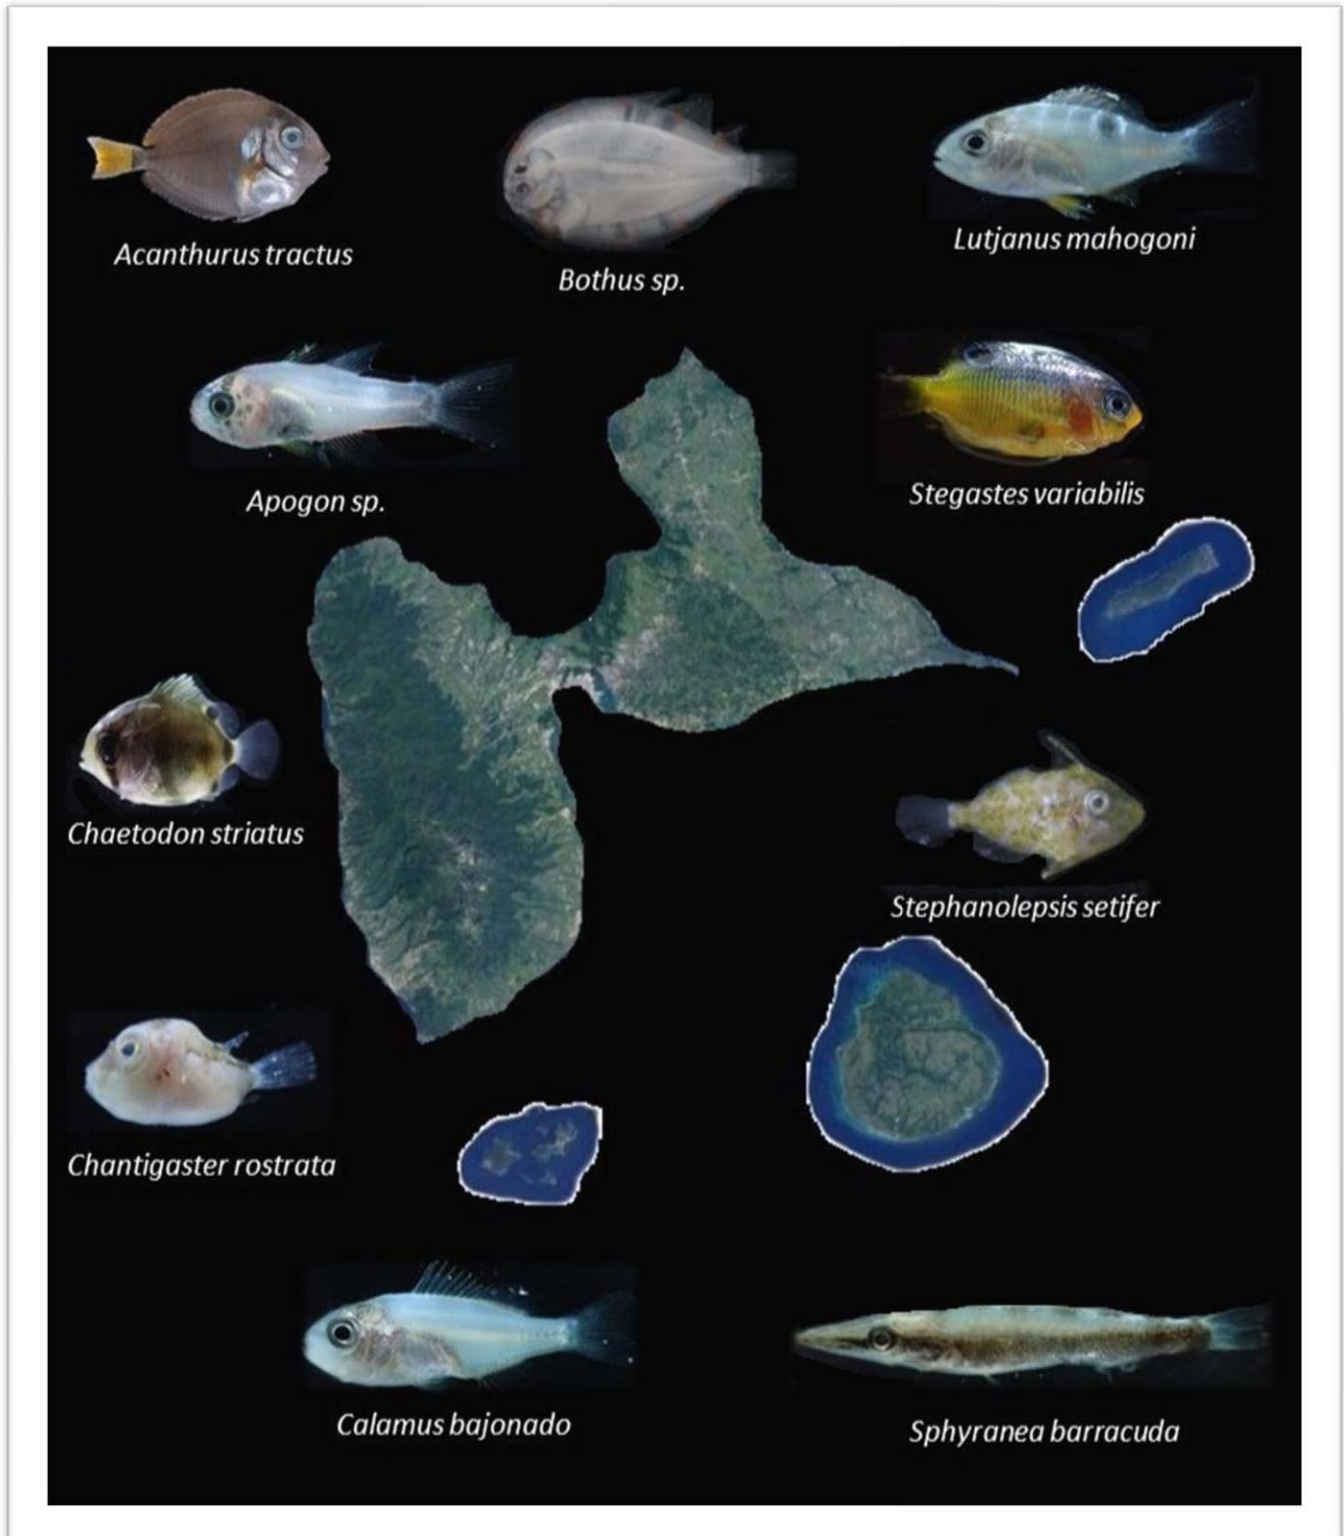 Acanthurus tractus
Bothus sp.
Lutjanus mahogoni
Apogon sp.
Stegastes variabilis
Chaetodon striatus
Stephanolepsis setifer
Chantigaster rostrata
Calamus bajonado
Sphyranea barracuda